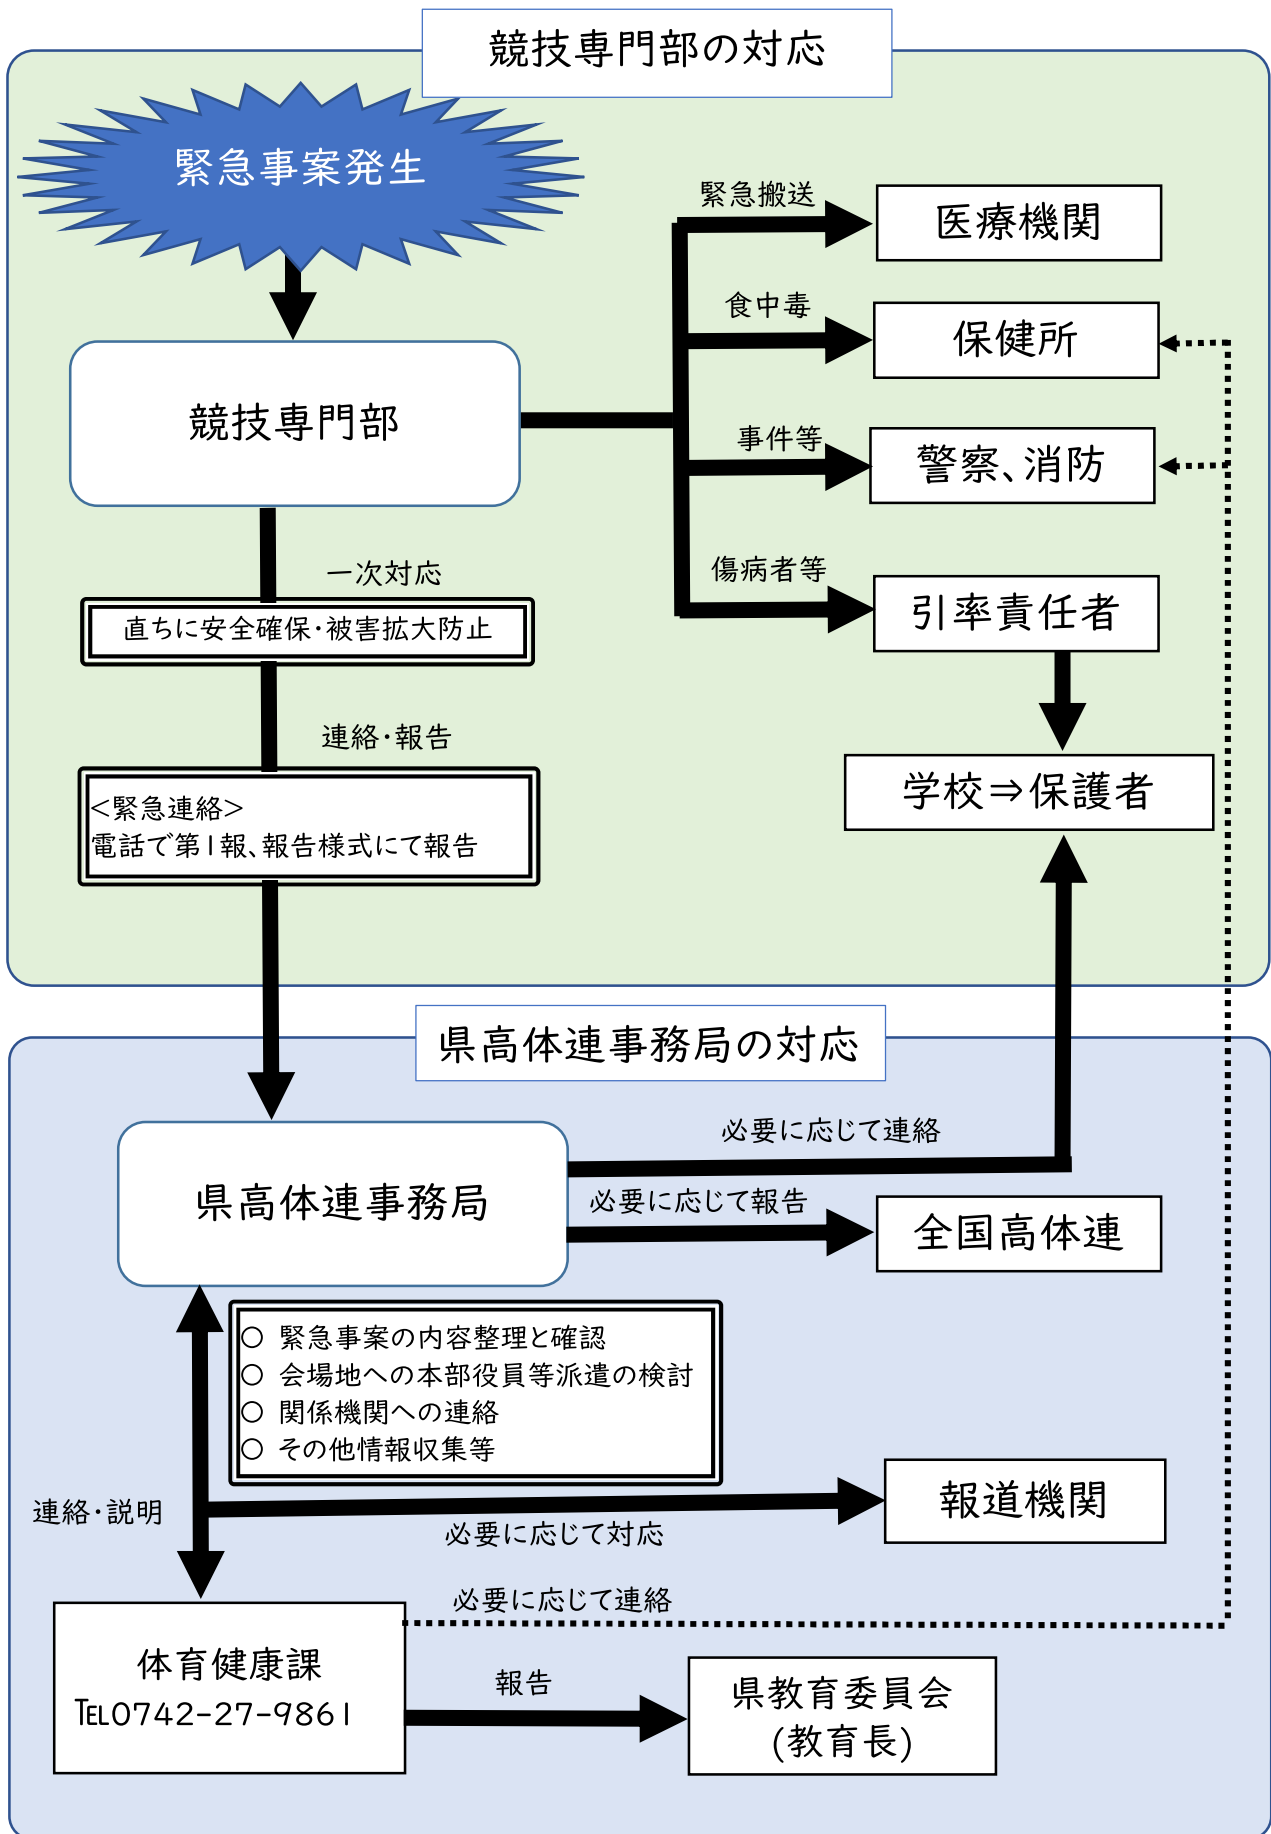 競技専門部の対応
緊急事案発生
緊急搬送
医療機関
食中毒
保健所
競技専門部
事件等
警察、消防
一次対応
傷病者等
引率責任者
直ちに安全確保・被害拡大防止
連絡・報告
学校⇒保護者
<緊急連絡>
電話で第1報、報告様式にて報告
県高体連事務局の対応
必要に応じて連絡
県高体連事務局
必要に応じて報告
全国高体連
○ 緊急事案の内容整理と確認
○ 会場地への本部役員等派遣の検討
○ 関係機関への連絡
○ その他情報収集等
連絡・説明
報道機関
必要に応じて対応
必要に応じて連絡
体育健康課
℡0742-27-9861
報告
県教育委員会
(教育長)